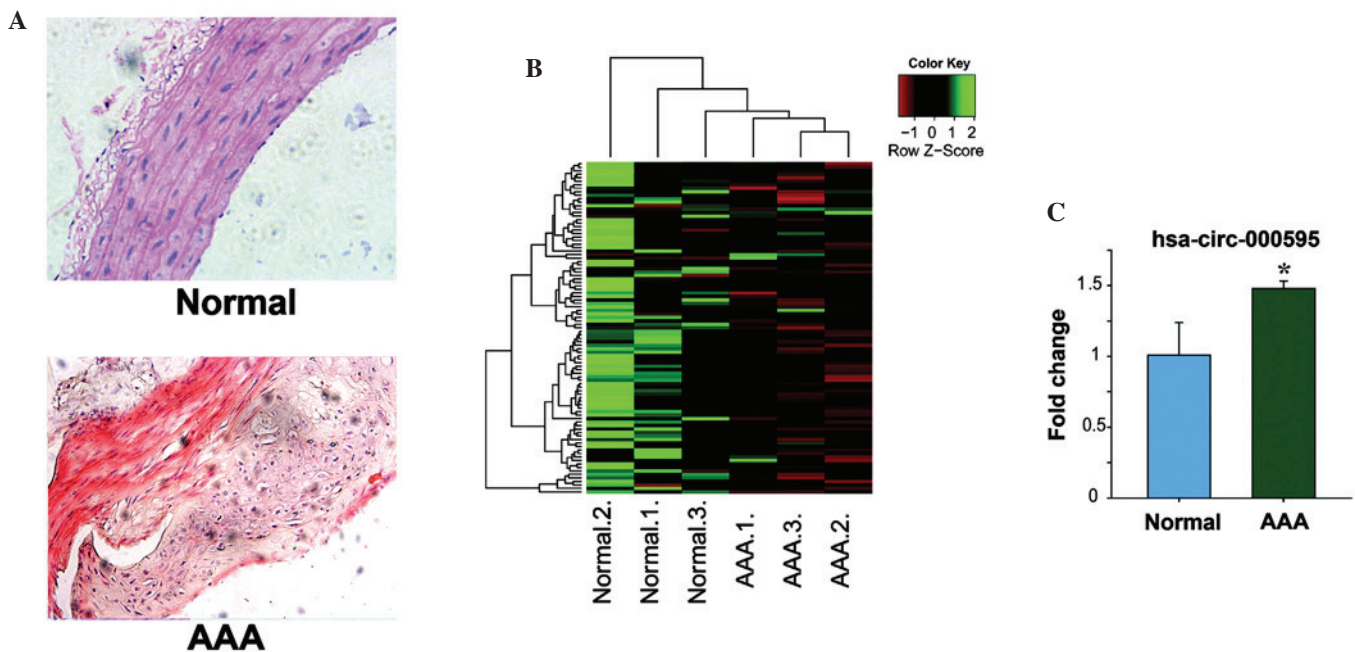 A
Normal
AAA
B
Color Key
−1 0 1 2
Row Z−Score
Normal.2.
Normal.1.
Normal.3.
AAA.1.
AAA.3.
AAA.2.
C
hsa-circ-000595
*
Fold change
1.5
1
0.5
0
Normal AAA